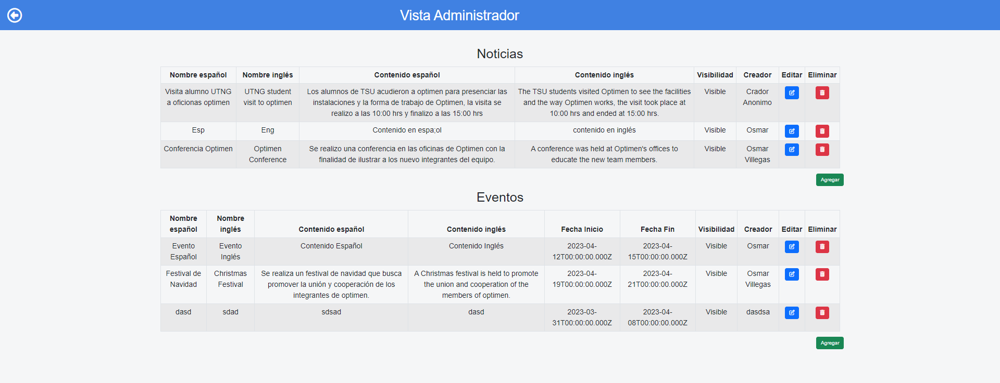 Vista Administrador
Noticias
Nombre español Nombre inglés Contenido español Contenido inglés Visibilidad Creador Editar Eliminar
Visita alumno UTNG UTNG student Los alumnos de TSU acudieron a optimen para presenciar las The TSU students visited Optimen to see the facilities Visible Crador
a oficionas optimen visit to optimen instalaciones y la forma de trabajo de Optimen, la visita se and the way Optimen works, the visit took place at Anonimo
realizo a las 10:00 hrs y finalizo a las 15:00 hrs 10:00 hrs and ended at 15:00 hrs.
Esp Eng Contenido en espa;ol contenido en inglés Visible Osmar
Conferencia Optimen Optimen Se realizo una conferencia en las oficinas de Optimen con la A conference was held at Optimen's offices to Visible Osmar
Conference finalidad de ilustrar a los nuevo integrantes del equipo. educate the new team members. Villegas
Agregar
Eventos
Nombre Nombre
español inglés Contenido español Contenido inglés Fecha Inicio Fecha Fin Visibilidad Creador Editar Eliminar
Evento Evento Contenido Español Contenido Inglés 2023-04- 2023-04- Visible Osmar
Español Inglés 12T00:00:00.000Z 15T00:00:00.000Z
Festival de Christmas Se realiza un festival de navidad que busca A Christmas festival is held to promote 2023-04- 2023-04- Visible Osmar
Navidad Festival promover la unión y cooperación de los the union and cooperation of the 19T00:00:00.000Z 21T00:00:00.000Z Villegas
integrantes de optimen. members of optimen.
dasd sdad sdsad dasd 2023-03- 2023-04- Visible dasdsa
31T00:00:00.000Z 08T00:00:00.000Z
Agregar